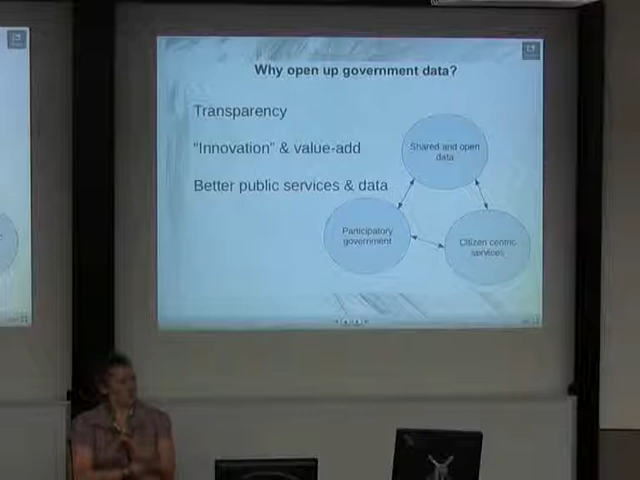 Why open up government data?
Transparency
"Innovation" & value-add
Better public services & data
Shared and open
data
Participatory
government
Citizen centric
services